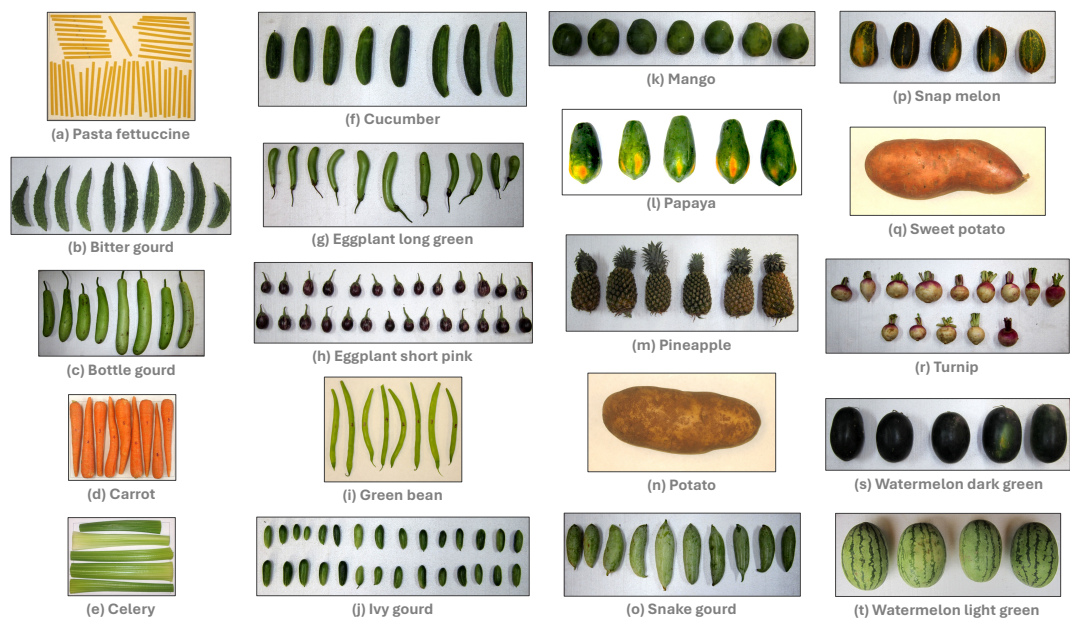 (a) Pasta fettuccine
(b) Bitter gourd
(c) Bottle gourd
(d) Carrot
(e) Celery
(f) Cucumber
(g) Eggplant long green
(h) Eggplant short pink
(i) Green bean
(j) Ivy gourd
(k) Mango
(l) Papaya
(m) Pineapple
(n) Potato
(o) Snake gourd
(p) Snap melon
(q) Sweet potato
(r) Turnip
(s) Watermelon dark green
(t) Watermelon light green